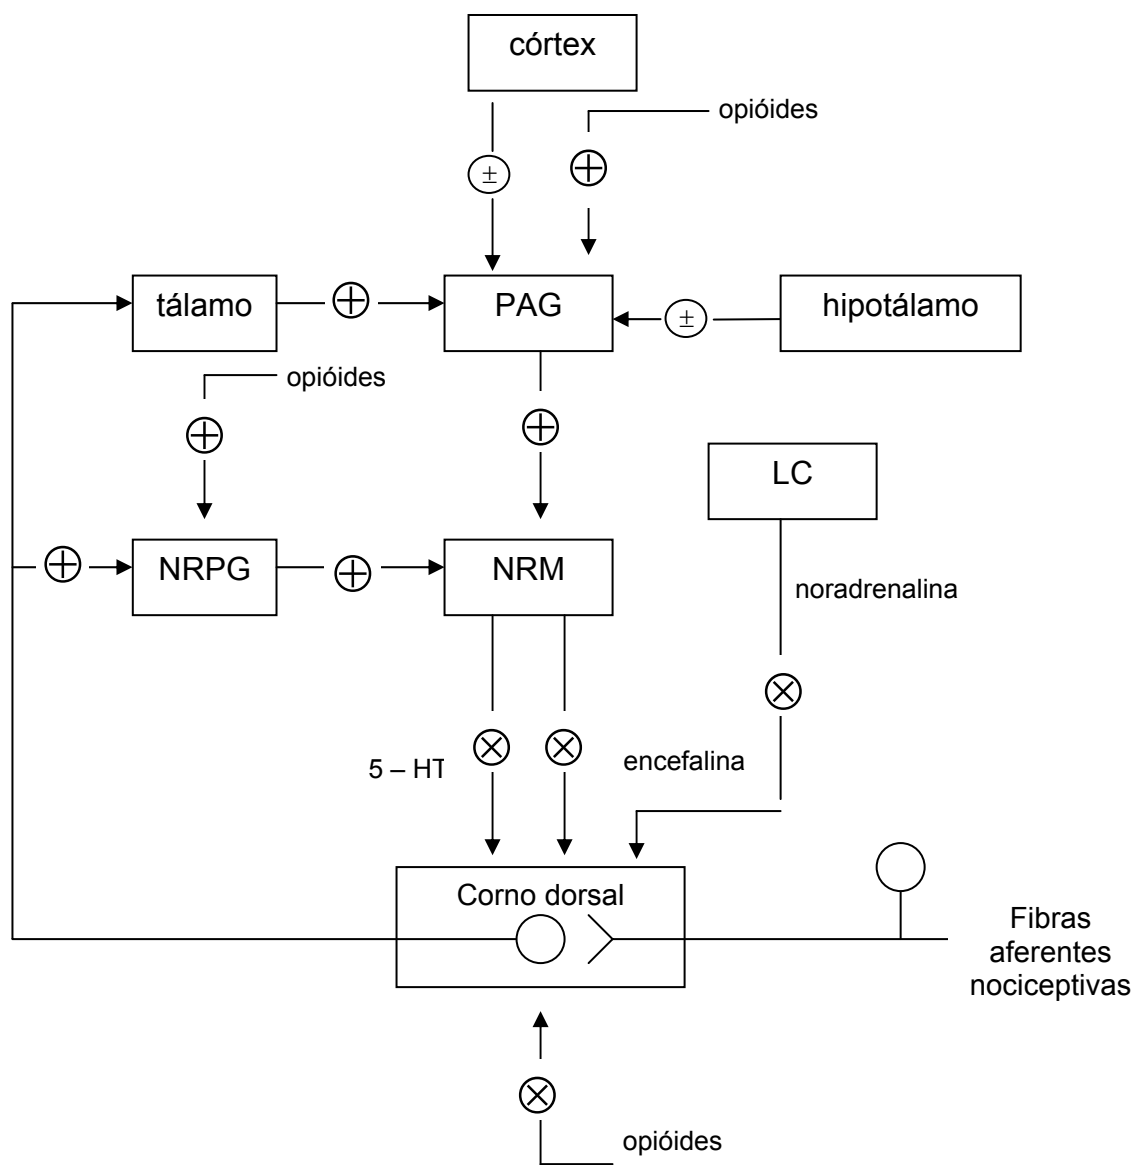 córtex
opióides
±
tálamo
PAG
±
hipotálamo
opióides
LC
NRPG
NRM
noradrenalina
5 – HT
encefalina
Corno dorsal
Fibras
aferentes
nociceptivas
opióides